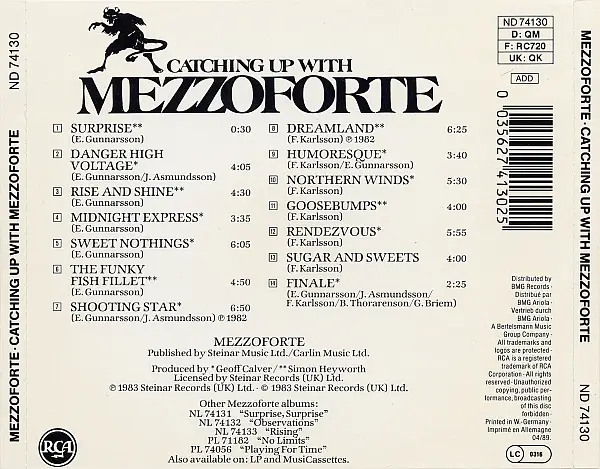 ND 74130
MEZZOFORTE · CATCHING UP WITH MEZZOFORTE
CATCHING UP WITH
MEZZOFORTE
1 SURPRISE** 0:30
(E. Gunnarsson)
2 DANGER HIGH
VOLTAGE* 4:05
(E. Gunnarsson/J. Asmundsson)
3 RISE AND SHINE** 4:30
(E. Gunnarsson)
4 MIDNIGHT EXPRESS* 3:35
(E. Gunnarsson)
5 SWEET NOTHINGS* 6:05
(E. Gunnarsson)
6 THE FUNKY
FISH FILLET** 4:50
(E. Gunnarsson)
7 SHOOTING STAR* 6:50
(E. Gunnarsson/J. Asmundsson) ℗ 1982
8 DREAMLAND** 6:25
(F. Karlsson) ℗ 1982
9 HUMORESQUE* 3:40
(F. Karlsson/E. Gunnarsson)
10 NORTHERN WINDS* 5:30
(F. Karlsson)
11 GOOSEBUMPS** 4:00
(F. Karlsson)
12 RENDEZVOUS* 5:55
(F. Karlsson)
13 SUGAR AND SWEETS 4:00
(F. Karlsson)
14 FINALE* 2:25
(E. Gunnarsson/J. Asmundsson/
F. Karlsson/B. Thorarenson/G. Briem)
MEZZOFORTE
Published by Steinar Music Ltd./Carlin Music Ltd.
Produced by *Geoff Calver/**Simon Heyworth
Licensed by Steinar Records (UK) Ltd.
℗ 1983 Steinar Records (UK) Ltd. · © 1983 Steinar Records (UK) Ltd.
Other Mezzoforte albums:
NL 74131 "Surprise, Surprise"
NL 74132 "Observations"
NL 74133 "Rising"
PL 71182 "No Limits"
PL 74056 "Playing For Time"
Also available on: LP and MusiCassettes.
RCA
ND 74130
D: QM
F: RC720
UK: QK
ADD
0 035627 413025
Distributed by
BMG Records ·
Distribué par
BMG Ariola ·
Vertrieb durch
BMG Ariola ·
A Bertelsmann Music
Group Company ·
All trademarks and
logos are protected ·
RCA is a registered
trademark of RCA
Corporation · All rights
reserved · Unauthorized
copying, public per-
formance, broadcasting
of this disc
forbidden ·
Printed in W.-Germany ·
Imprimé en Allemagne
04/89.
LC 0316
MEZZOFORTE · CATCHING UP WITH MEZZOFORTE
ND 74130